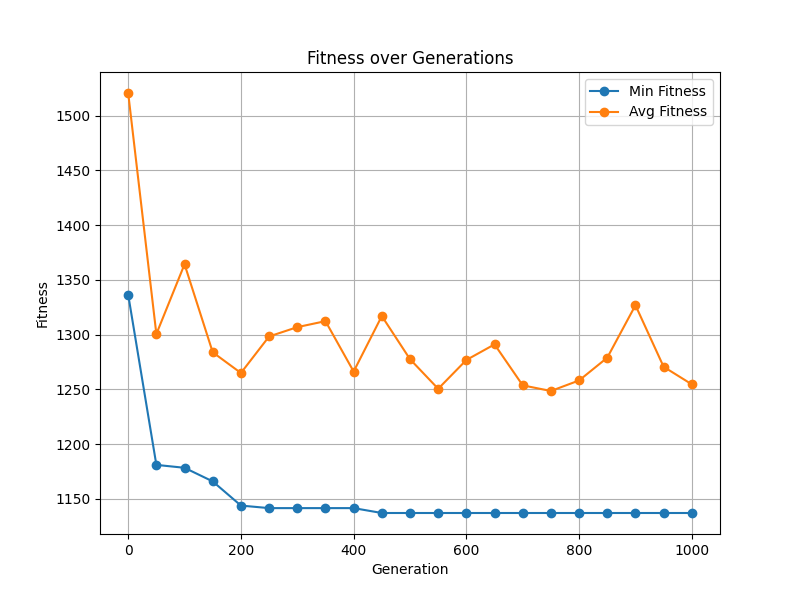 Fitness over Generations
Min Fitness
Avg Fitness
1500
1450
1400
1350
1300
1250
1200
1150
Fitness
0 200 400 600 800 1000
Generation